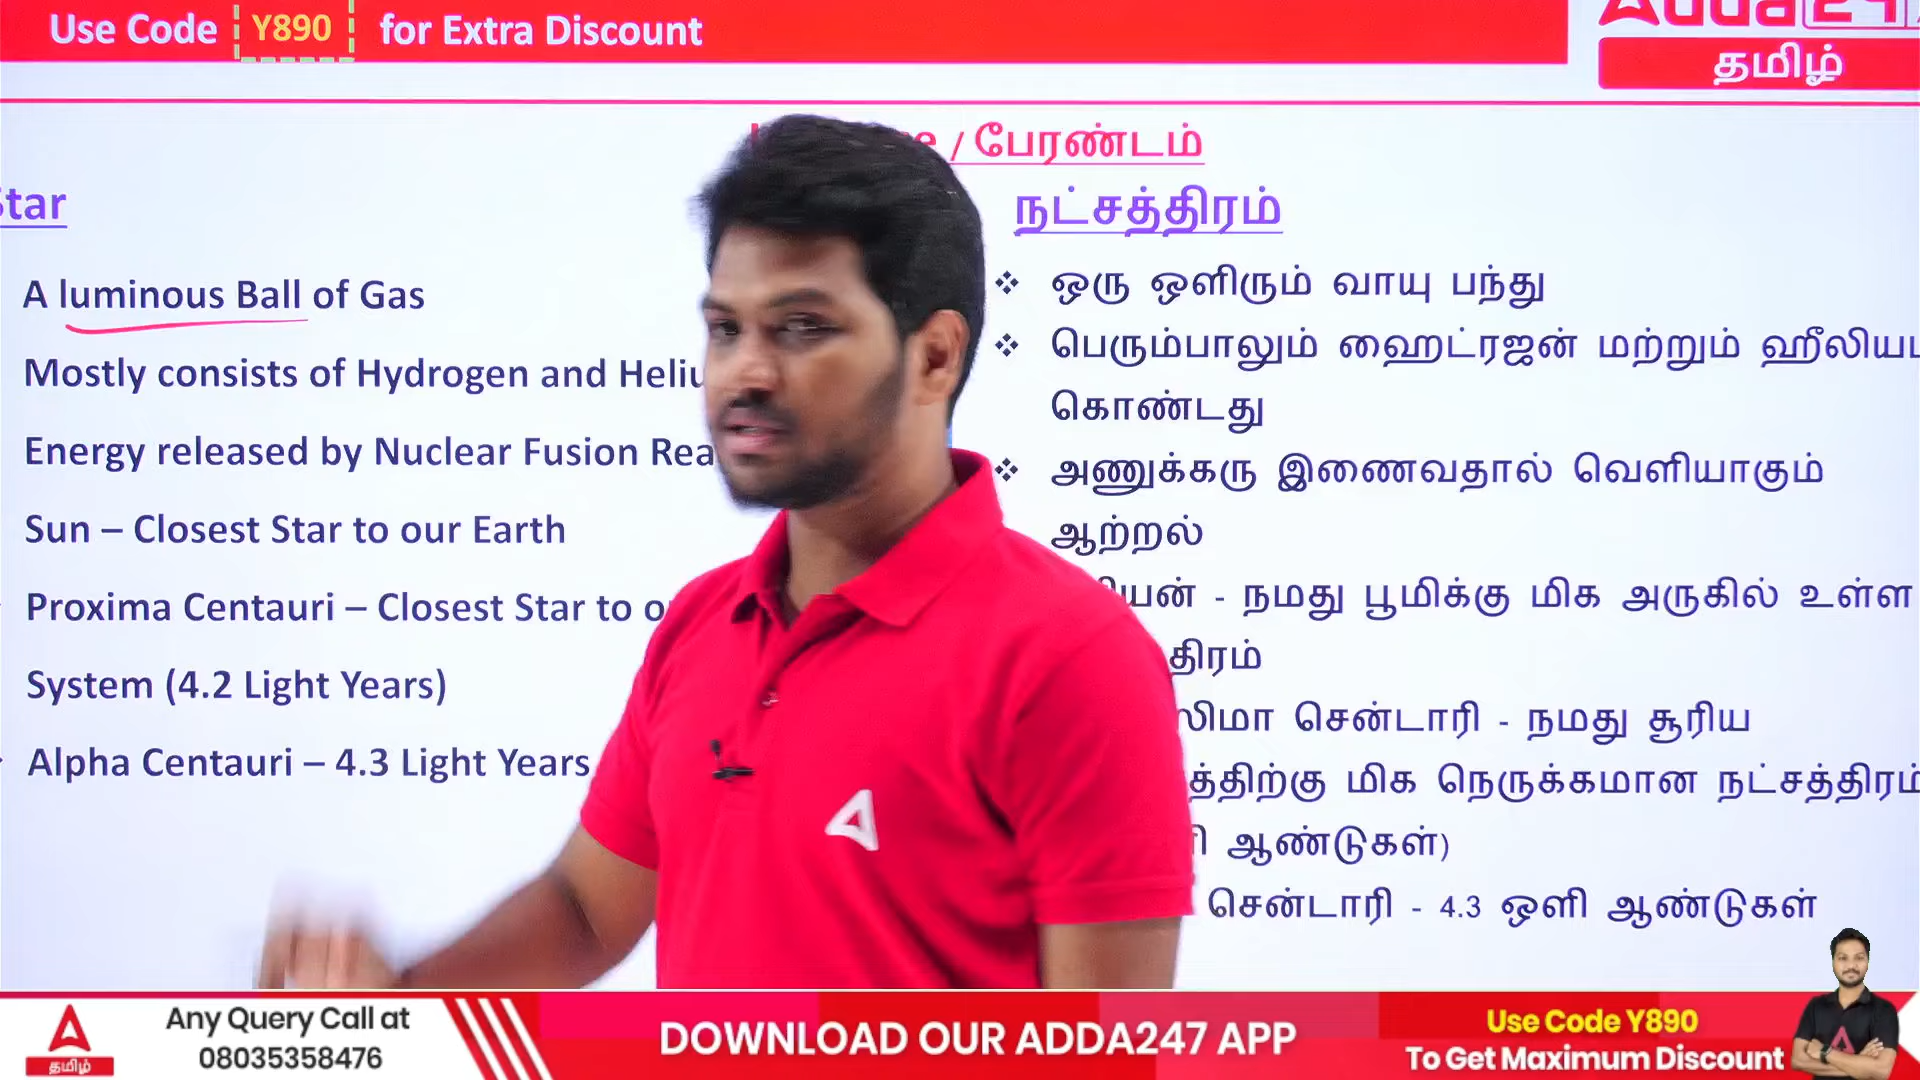 Use Code Y890 for Extra Discount
Adda247
தமிழ்
/ பேரண்டம்
Star
நட்சத்திரம்
A luminous Ball of Gas
Mostly consists of Hydrogen and
Energy released by Nuclear Fusion
Sun – Closest Star to our Earth
Proxima Centauri – Closest Star to
System (4.2 Light Years)
Alpha Centauri – 4.3 Light Years
❖ ஒரு ஒளிரும் வாயு பந்து
❖ பெரும்பாலும் ஹைட்ரஜன் மற்றும்
கொண்டது
❖ அணுக்கரு இணைவதால் வெளியாகும்
ஆற்றல்
- நமது பூமிக்கு மிக அருகில் உள்ள
சென்டாரி - நமது சூரிய
மிக நெருக்கமான நட்சத்திரம்
ஆண்டுகள்)
சென்டாரி - 4.3 ஒளி ஆண்டுகள்
தமிழ்
Any Query Call at
08035358476
DOWNLOAD OUR ADDA247 APP
Use Code Y890
To Get Maximum Discount